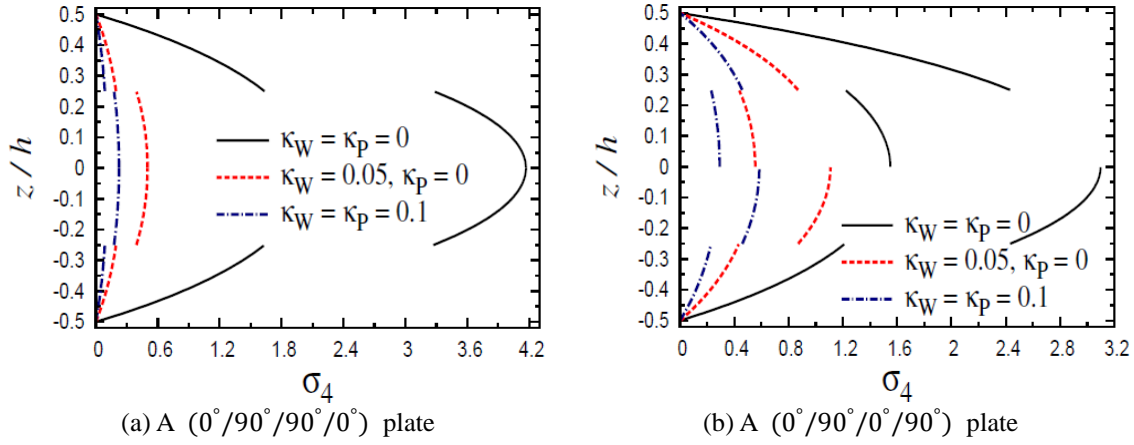 0.5
0.4
0.3
0.2
0.1
0
-0.1
-0.2
-0.3
-0.4
-0.5
z / h
κW = κP = 0
κW = 0.05, κP = 0
κW = κP = 0.1
0 0.6 1.2 1.8 2.4 3 3.6 4.2
σ4
(a) A (0°/90°/90°/0°) plate
0.5
0.4
0.3
0.2
0.1
0
-0.1
-0.2
-0.3
-0.4
-0.5
z / h
κW = κP = 0
κW = 0.05, κP = 0
κW = κP = 0.1
0 0.4 0.8 1.2 1.6 2 2.4 2.8 3.2
σ4
(b) A (0°/90°/0°/90°) plate